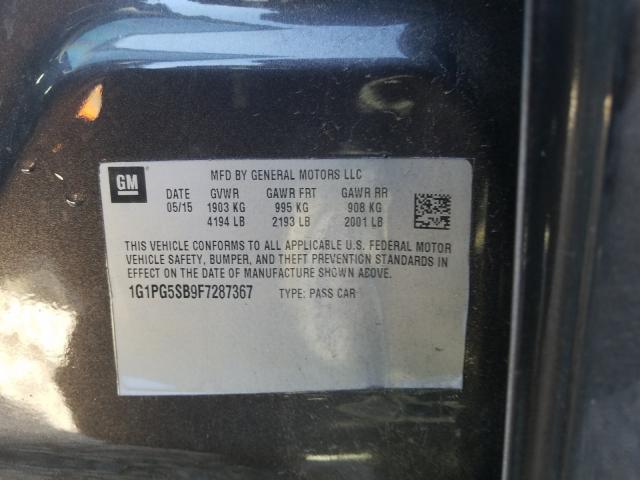 GM
MFD BY GENERAL MOTORS LLC
DATE GVWR GAWR FRT GAWR RR
05/15 1903 KG 995 KG 908 KG
4194 LB 2193 LB 2001 LB
THIS VEHICLE CONFORMS TO ALL APPLICABLE U.S. FEDERAL MOTOR
VEHICLE SAFETY, BUMPER, AND THEFT PREVENTION STANDARDS IN
EFFECT ON THE DATE OF MANUFACTURE SHOWN ABOVE.
1G1PG5SB9F7287367 TYPE: PASS CAR